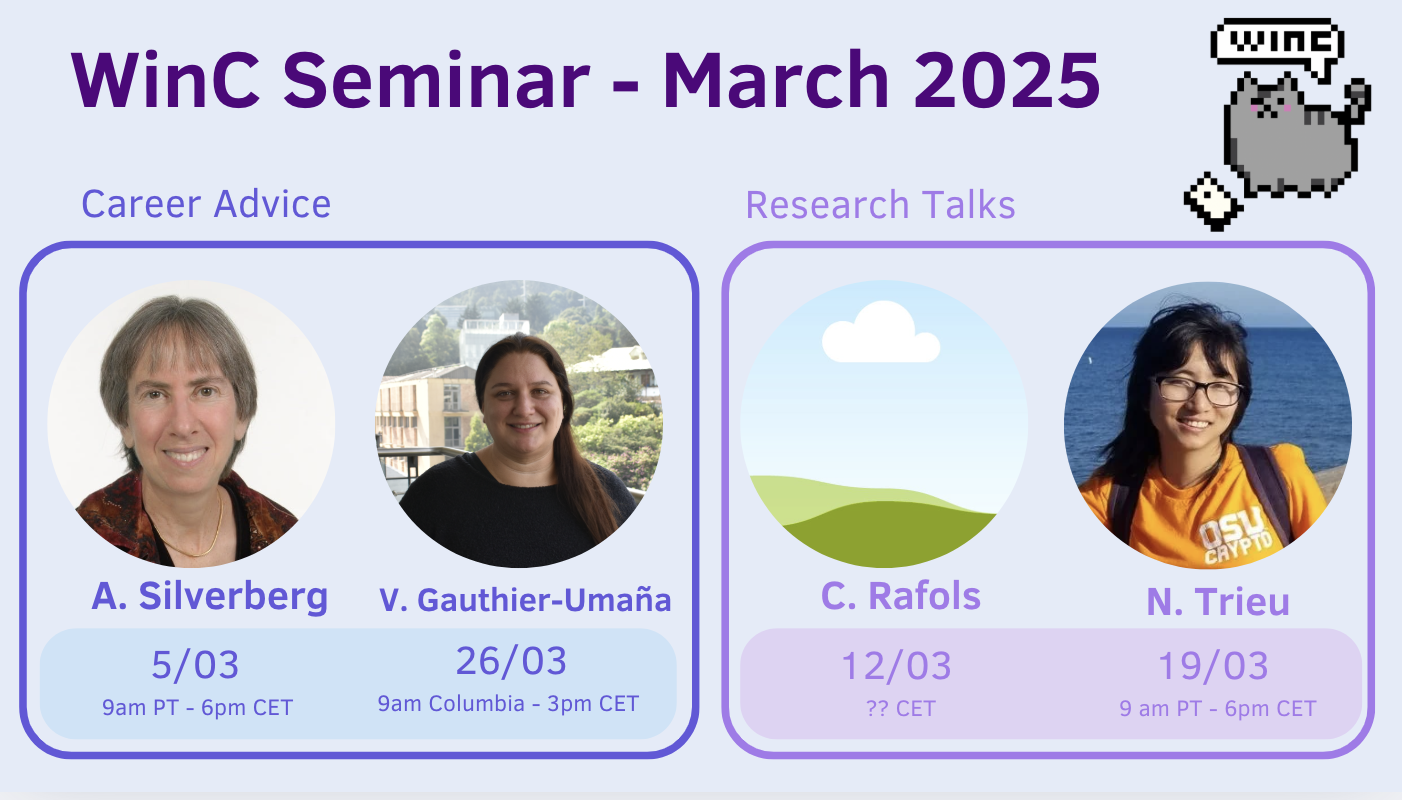 WinC Seminar - March 2025
WINC
Career Advice
Research Talks
OSU
CRYPTO
A. Silverberg
V. Gauthier-Umaña
C. Rafols
N. Trieu
5/03
26/03
12/03
19/03
9am PT - 6pm CET
9am Columbia - 3pm CET
?? CET
9 am PT - 6pm CET